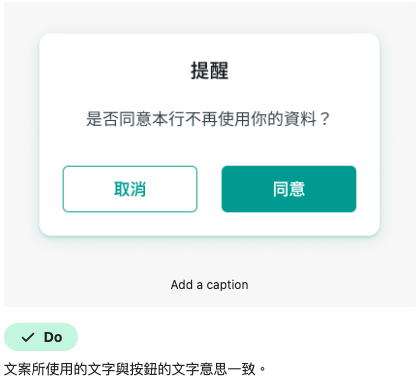 提醒
是否同意本行不再使用你的資料？
取消
同意
Add a caption
Do
文案所使用的文字與按鈕的文字意思一致。